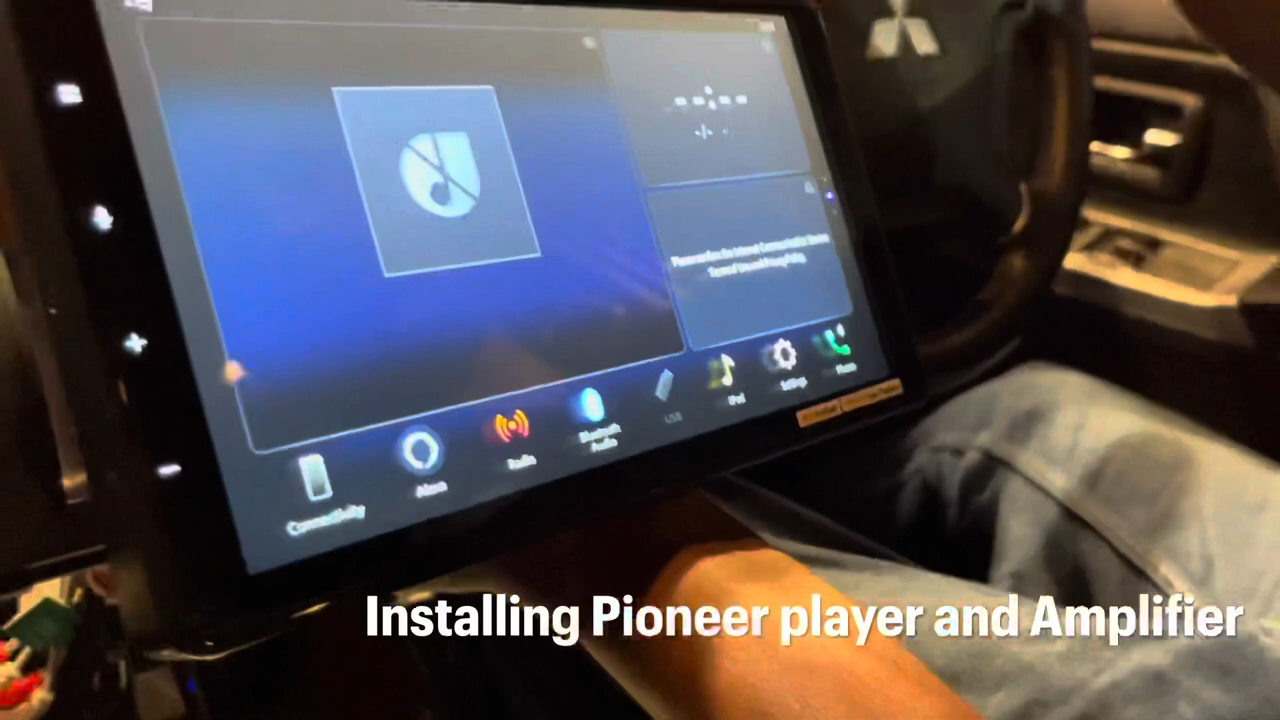 Connectivity
Alexa
Radio
Bluetooth
Audio
USB
iPod
Settings
Phone
Installing Pioneer player and Amplifier